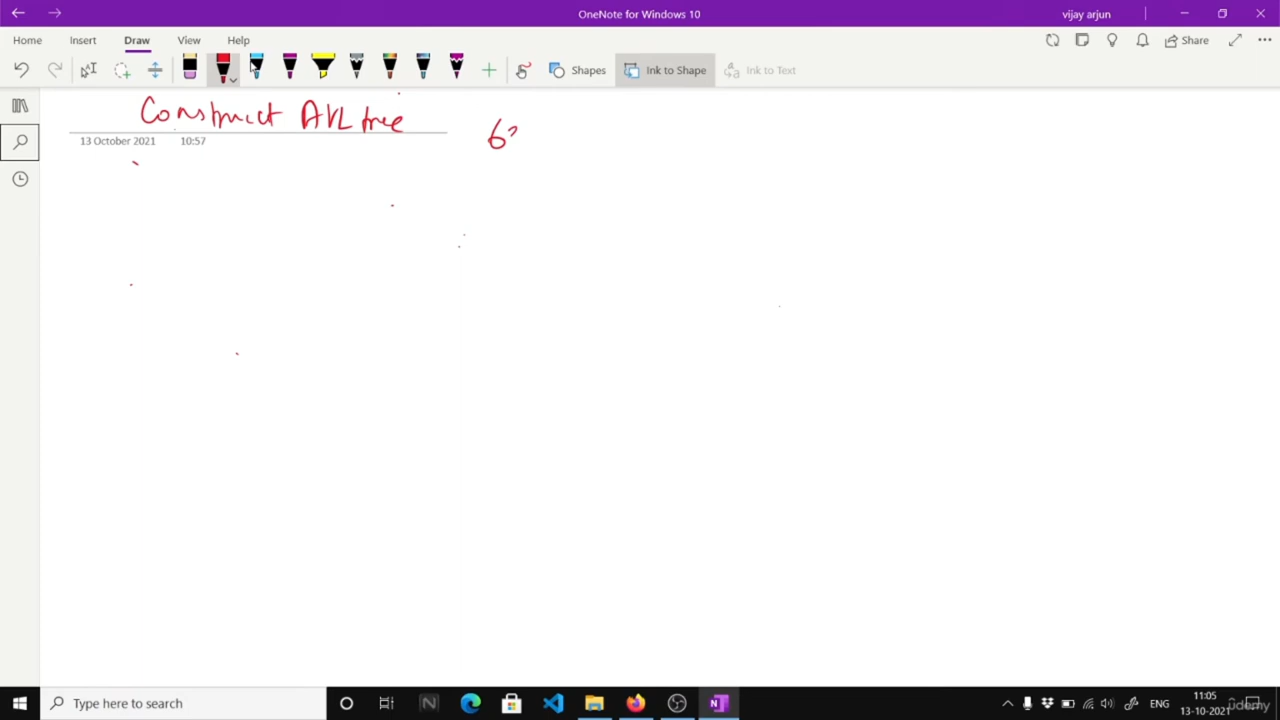 OneNote for Windows 10
vijay arjun
Home Insert Draw View Help
Share
Shapes
Ink to Shape
Ink to Text
Construct AVL tree
13 October 2021 10:57
Type here to search
ENG
11:05
13-10-2021
ûdemy